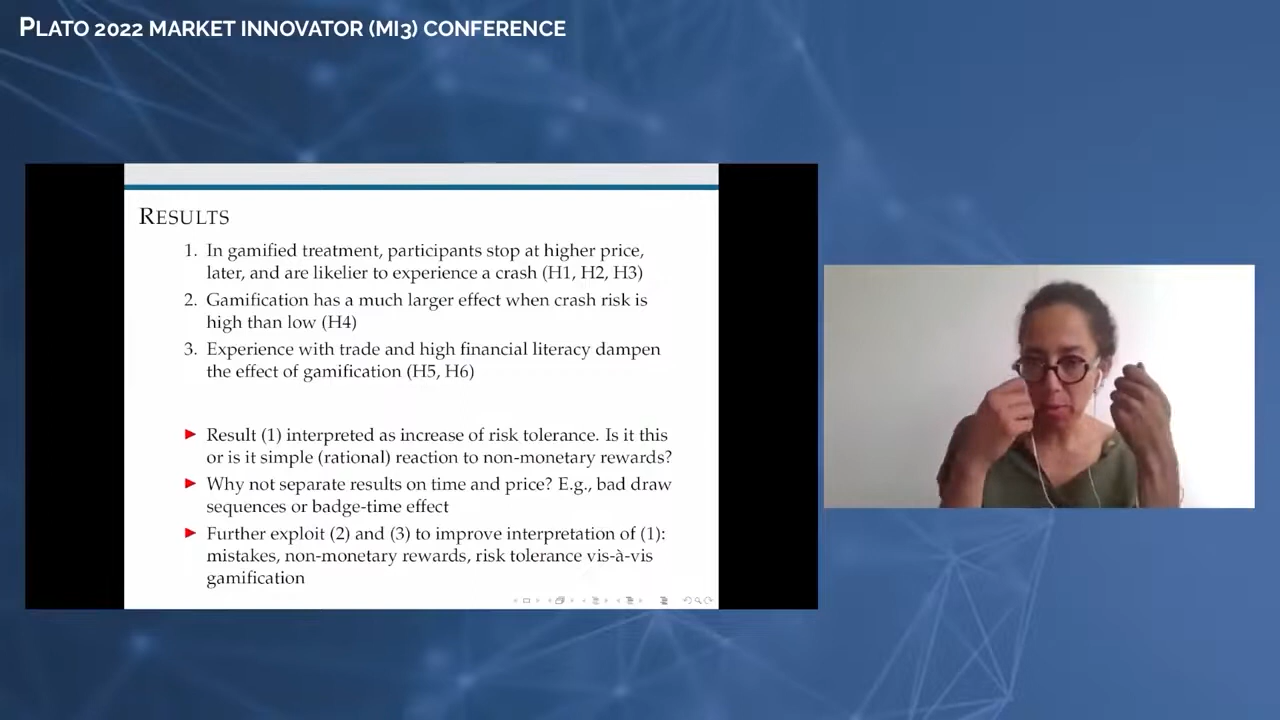 PLATO 2022 MARKET INNOVATOR (MI3) CONFERENCE
RESULTS
1. In gamified treatment, participants stop at higher price,
later, and are likelier to experience a crash (H1, H2, H3)
2. Gamification has a much larger effect when crash risk is
high than low (H4)
3. Experience with trade and high financial literacy dampen
the effect of gamification (H5, H6)
Result (1) interpreted as increase of risk tolerance. Is it this
or is it simple (rational) reaction to non-monetary rewards?
Why not separate results on time and price? E.g., bad draw
sequences or badge-time effect
Further exploit (2) and (3) to improve interpretation of (1):
mistakes, non-monetary rewards, risk tolerance vis-à-vis
gamification